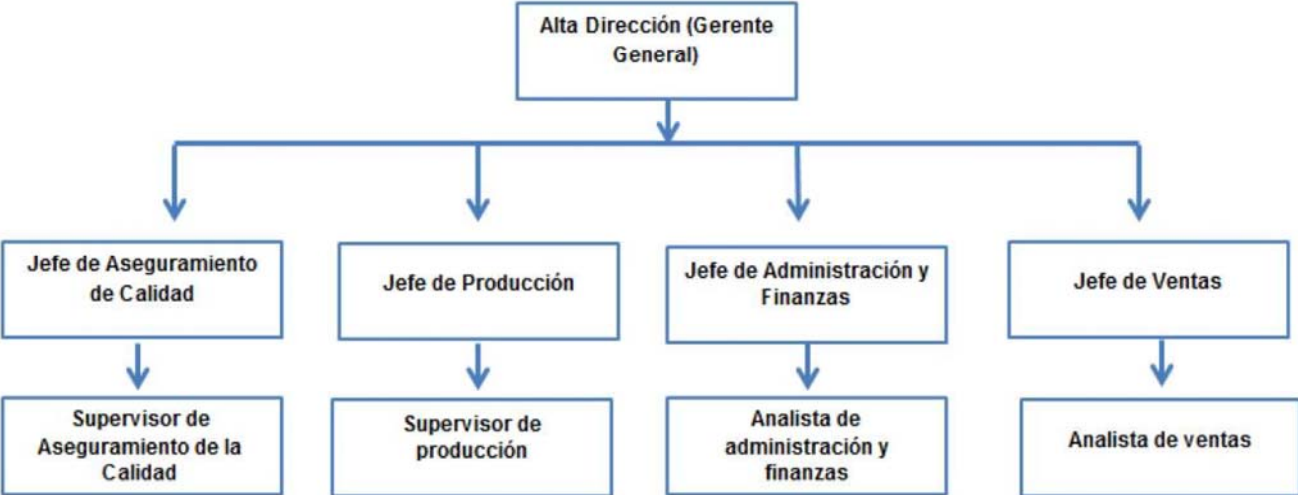 Alta Dirección (Gerente
General)
Jefe de Aseguramiento
de Calidad
Jefe de Producción
Jefe de Administración y
Finanzas
Jefe de Ventas
Supervisor de
Aseguramiento de la
Calidad
Supervisor de
producción
Analista de
administración y
finanzas
Analista de ventas